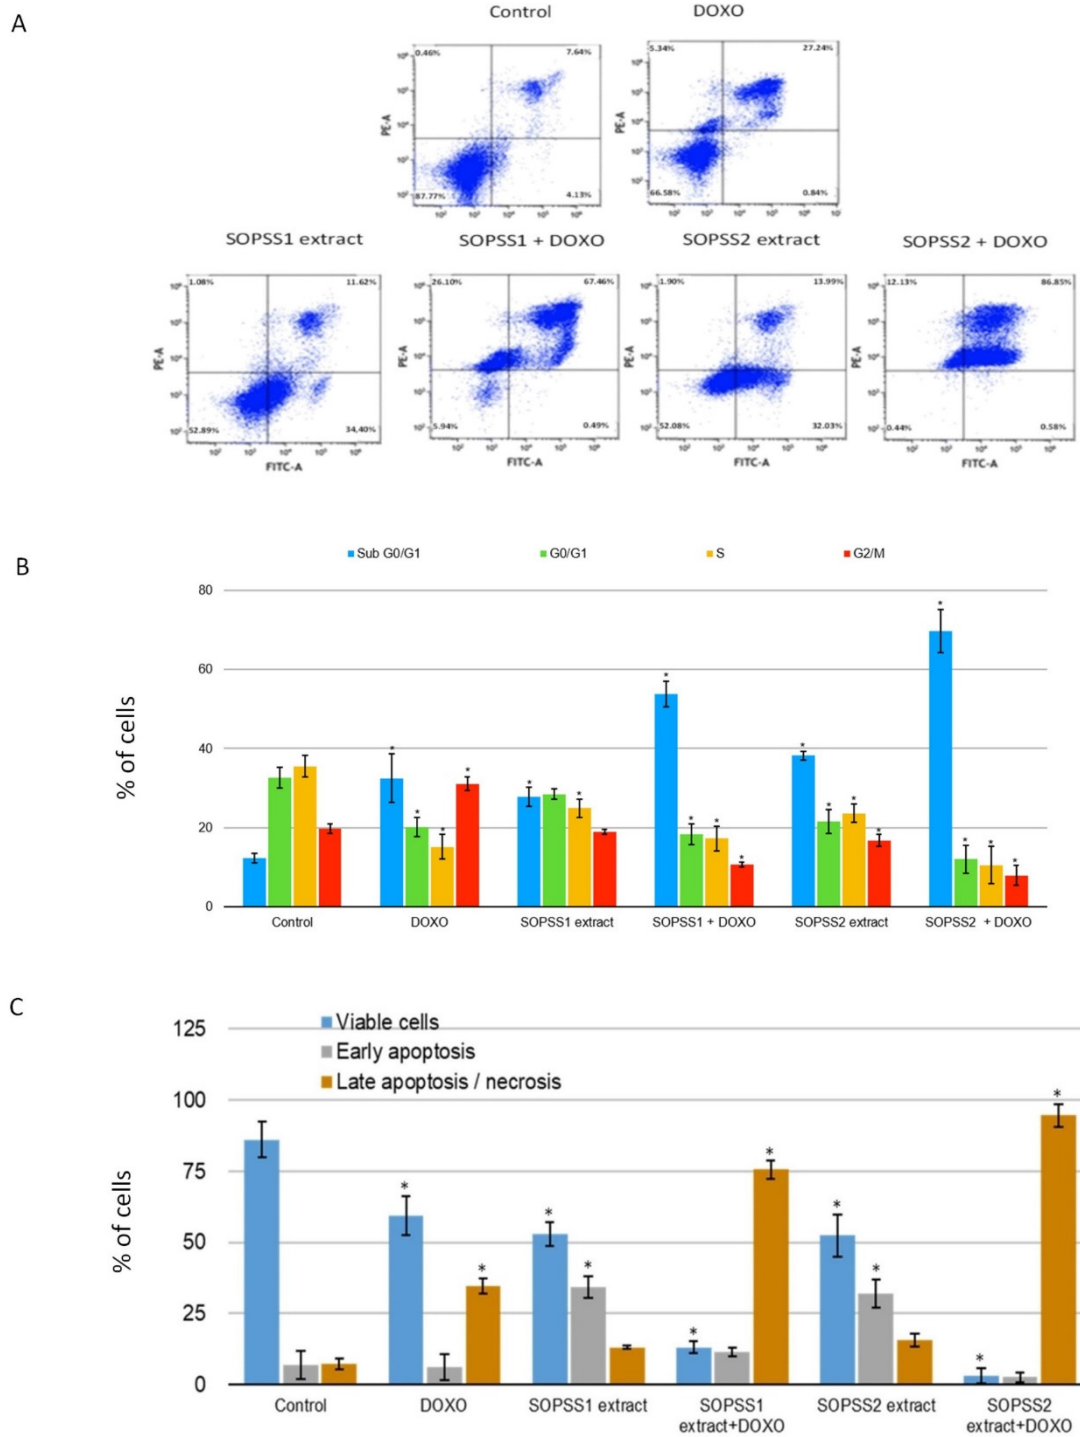 A
Control
DOXO
0.46%
7.64%
87.77%
4.13%
PE-A
5.34%
27.24%
66.58%
0.84%
PE-A
SOPSS1 extract
SOPSS1 + DOXO
SOPSS2 extract
SOPSS2 + DOXO
1.08%
11.62%
52.89%
34,40%
PE-A
FITC-A
26.10%
67.46%
5.94%
0.49%
PE-A
FITC-A
1.90%
13.99%
52.08%
32.03%
PE-A
FITC-A
12.13%
86.85%
0.44%
0.58%
PE-A
FITC-A
B
Sub G0/G1
G0/G1
S
G2/M
% of cells
80
60
40
20
0
* * * * * * * * * * * * * * * * * *
Control
DOXO
SOPSS1 extract
SOPSS1 + DOXO
SOPSS2 extract
SOPSS2 + DOXO
C
Viable cells
Early apoptosis
Late apoptosis / necrosis
% of cells
125
100
75
50
25
0
* * * * * * * * * *
Control
DOXO
SOPSS1 extract
SOPSS1
extract+DOXO
SOPSS2 extract
SOPSS2
extract+DOXO